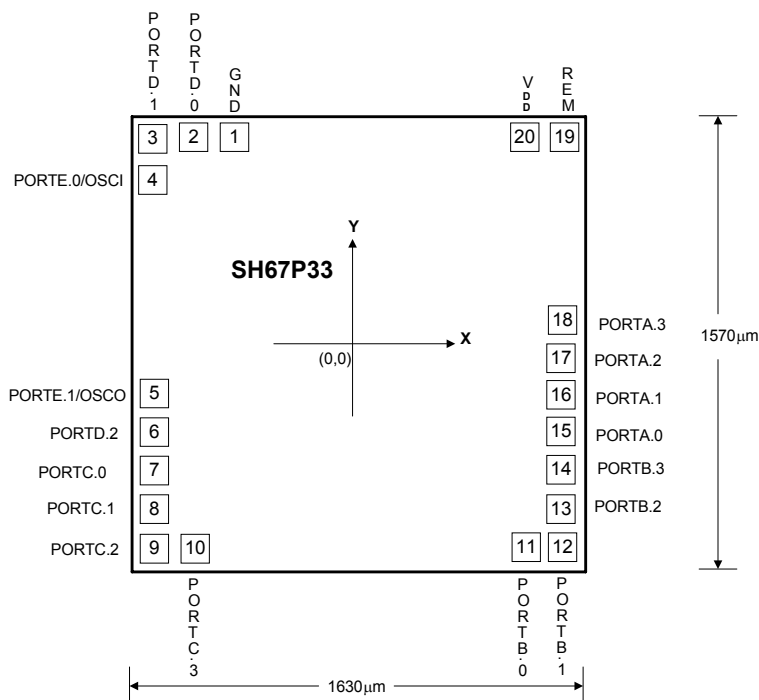 PORTD.1
PORTD.0
GND
VDD
REM
3
2
1
20
19
4
PORTE.0/OSCI
Y
SH67P33
X
(0,0)
18
PORTA.3
1570μm
17
PORTA.2
PORTE.1/OSCO
5
16
PORTA.1
PORTD.2
6
15
PORTA.0
PORTC.0
7
14
PORTB.3
PORTC.1
8
13
PORTB.2
PORTC.2
9
10
11
12
PORTC.3
PORTB.0
PORTB.1
1630μm